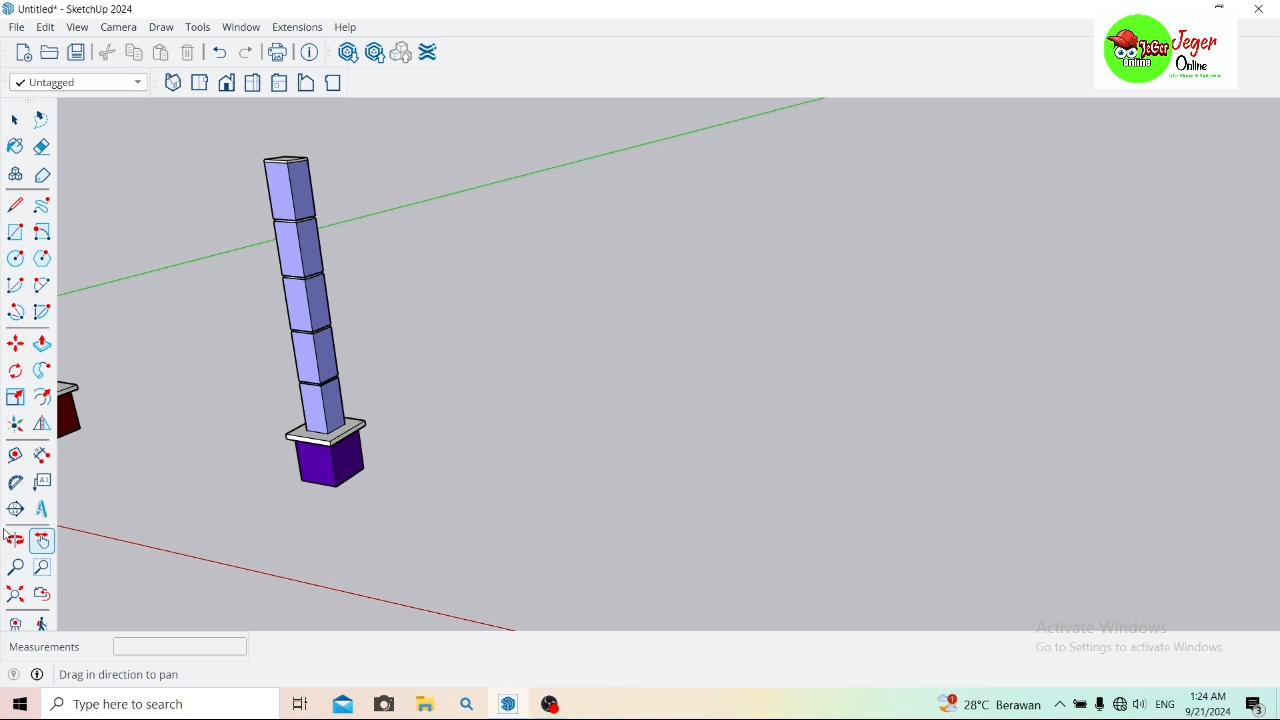 Untitled* - SketchUp 2024
File Edit View Camera Draw Tools Window Extensions Help
Untagged
JeGer Online
Jeger
Online
Activate Windows
Go to Settings to activate Windows.
Measurements
Drag in direction to pan
Type here to search
28°C Berawan
ENG
1:24 AM
9/21/2024